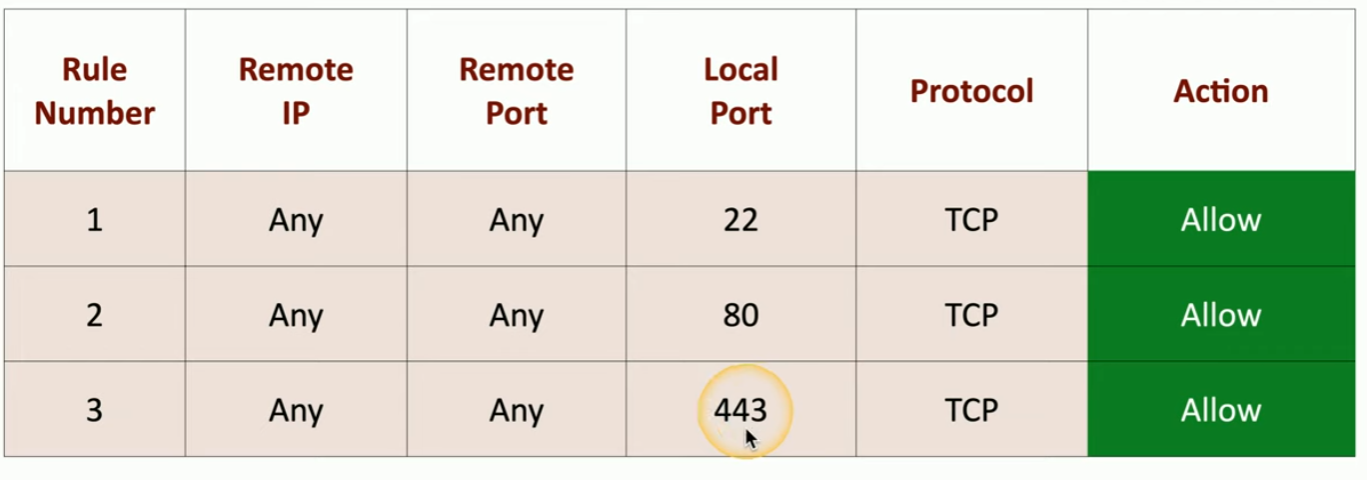 Rule Number	Remote IP	Remote Port	Local Port	Protocol	Action
1	Any	Any	22	TCP	Allow
2	Any	Any	80	TCP	Allow
3	Any	Any	443	TCP	Allow